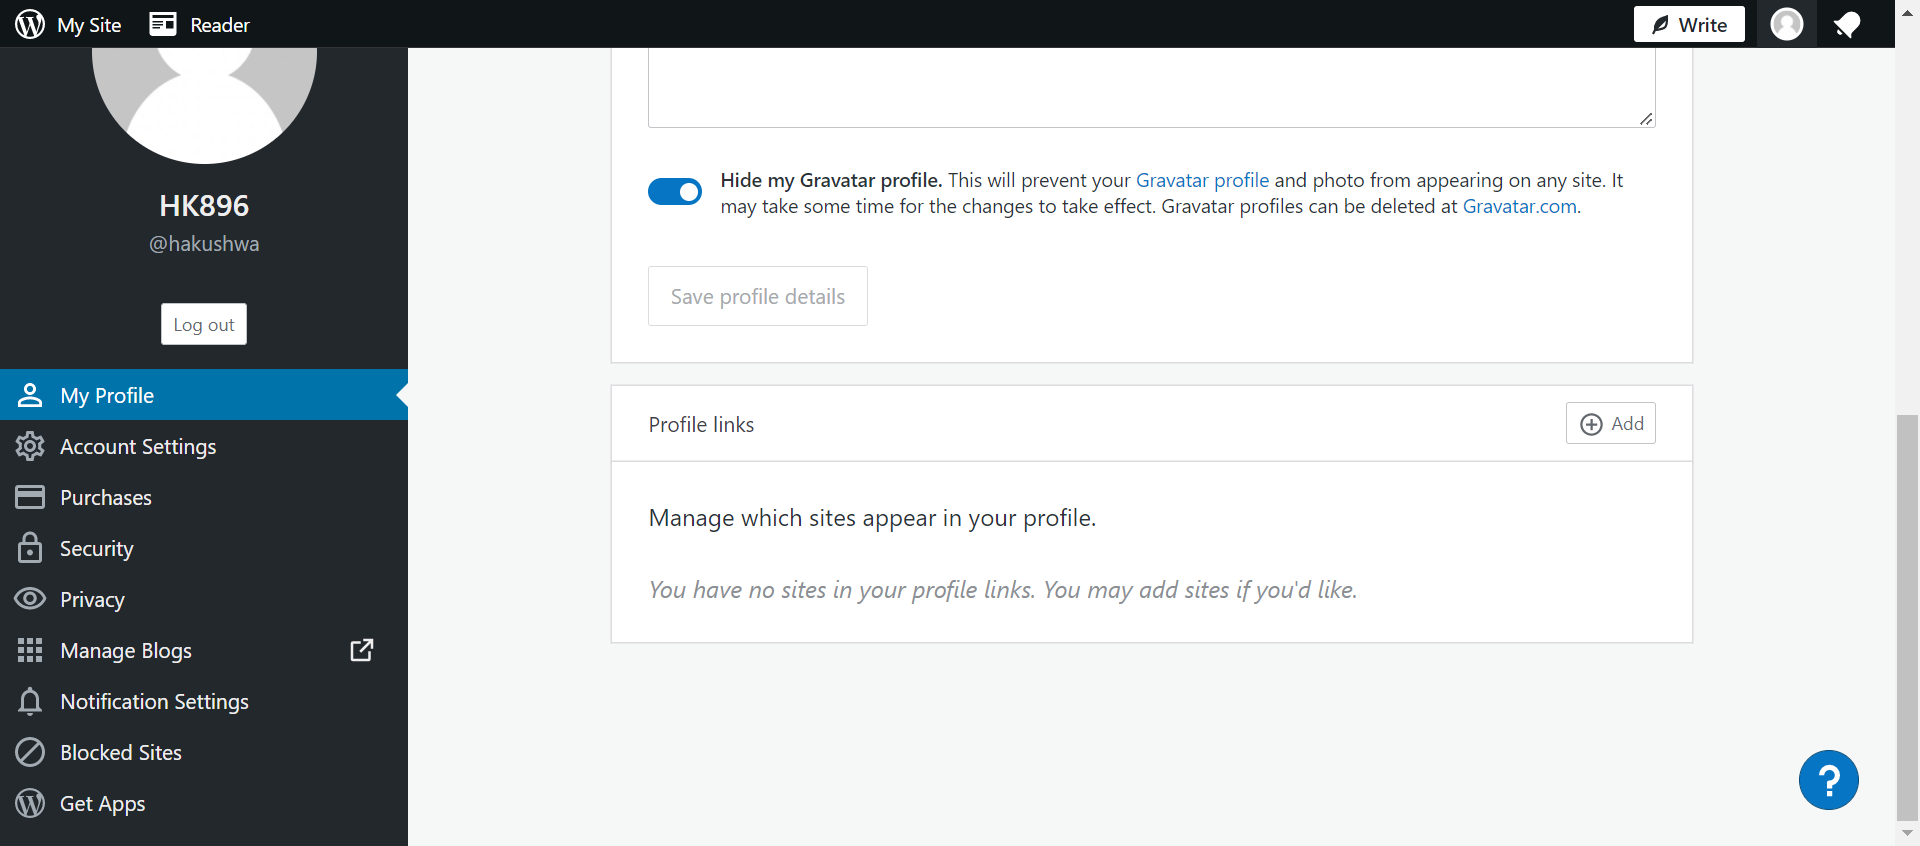 My Site
Reader
Write
HK896
@hakushwa
Log out
My Profile
Account Settings
Purchases
Security
Privacy
Manage Blogs
Notification Settings
Blocked Sites
Get Apps
Hide my Gravatar profile. This will prevent your Gravatar profile and photo from appearing on any site. It
may take some time for the changes to take effect. Gravatar profiles can be deleted at Gravatar.com.
Save profile details
Profile links
Add
Manage which sites appear in your profile.
You have no sites in your profile links. You may add sites if you'd like.
?